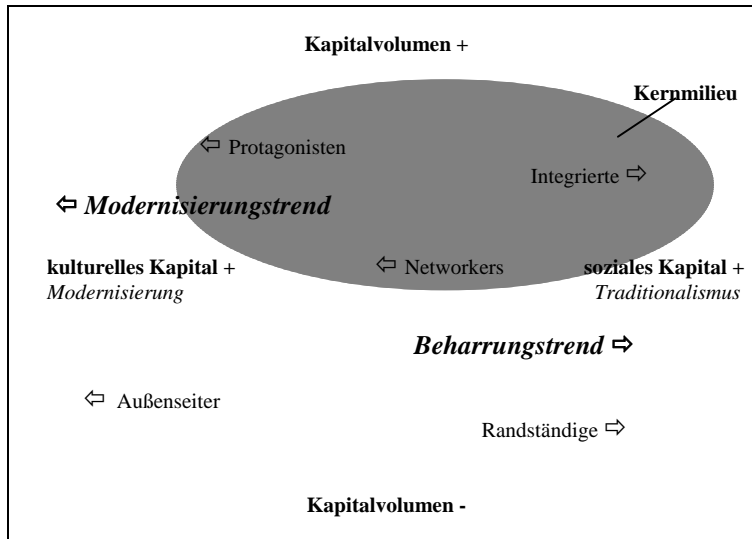 Kapitalvolumen +
Kernmilieu
⇦ Protagonisten
Integrierte ⇨
⇦ Modernisierungstrend
kulturelles Kapital +
Modernisierung
⇦ Networkers
soziales Kapital +
Traditionalismus
Beharrungstrend ⇨
⇦ Außenseiter
Randständige ⇨
Kapitalvolumen -